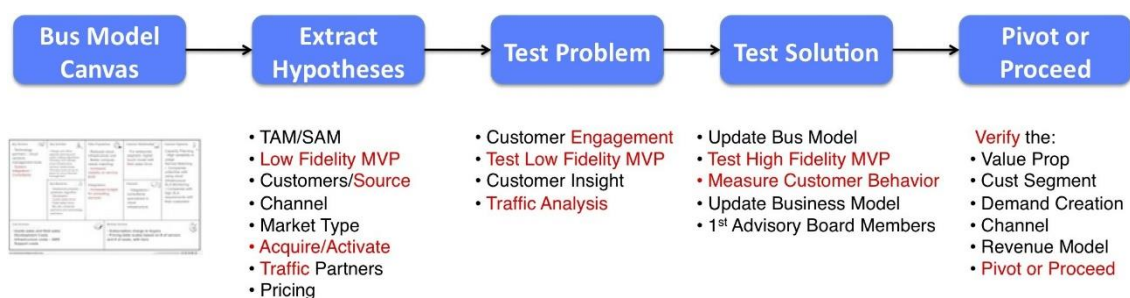 Bus Model
Canvas
Extract
Hypotheses
Test Problem
Test Solution
Pivot or
Proceed
• TAM/SAM
• Low Fidelity MVP
• Customers/Source
• Channel
• Market Type
• Acquire/Activate
• Traffic Partners
• Pricing
• Customer Engagement
• Test Low Fidelity MVP
• Customer Insight
• Traffic Analysis
• Update Bus Model
• Test High Fidelity MVP
• Measure Customer Behavior
• Update Business Model
• 1st Advisory Board Members
Verify the:
• Value Prop
• Cust Segment
• Demand Creation
• Channel
• Revenue Model
• Pivot or Proceed